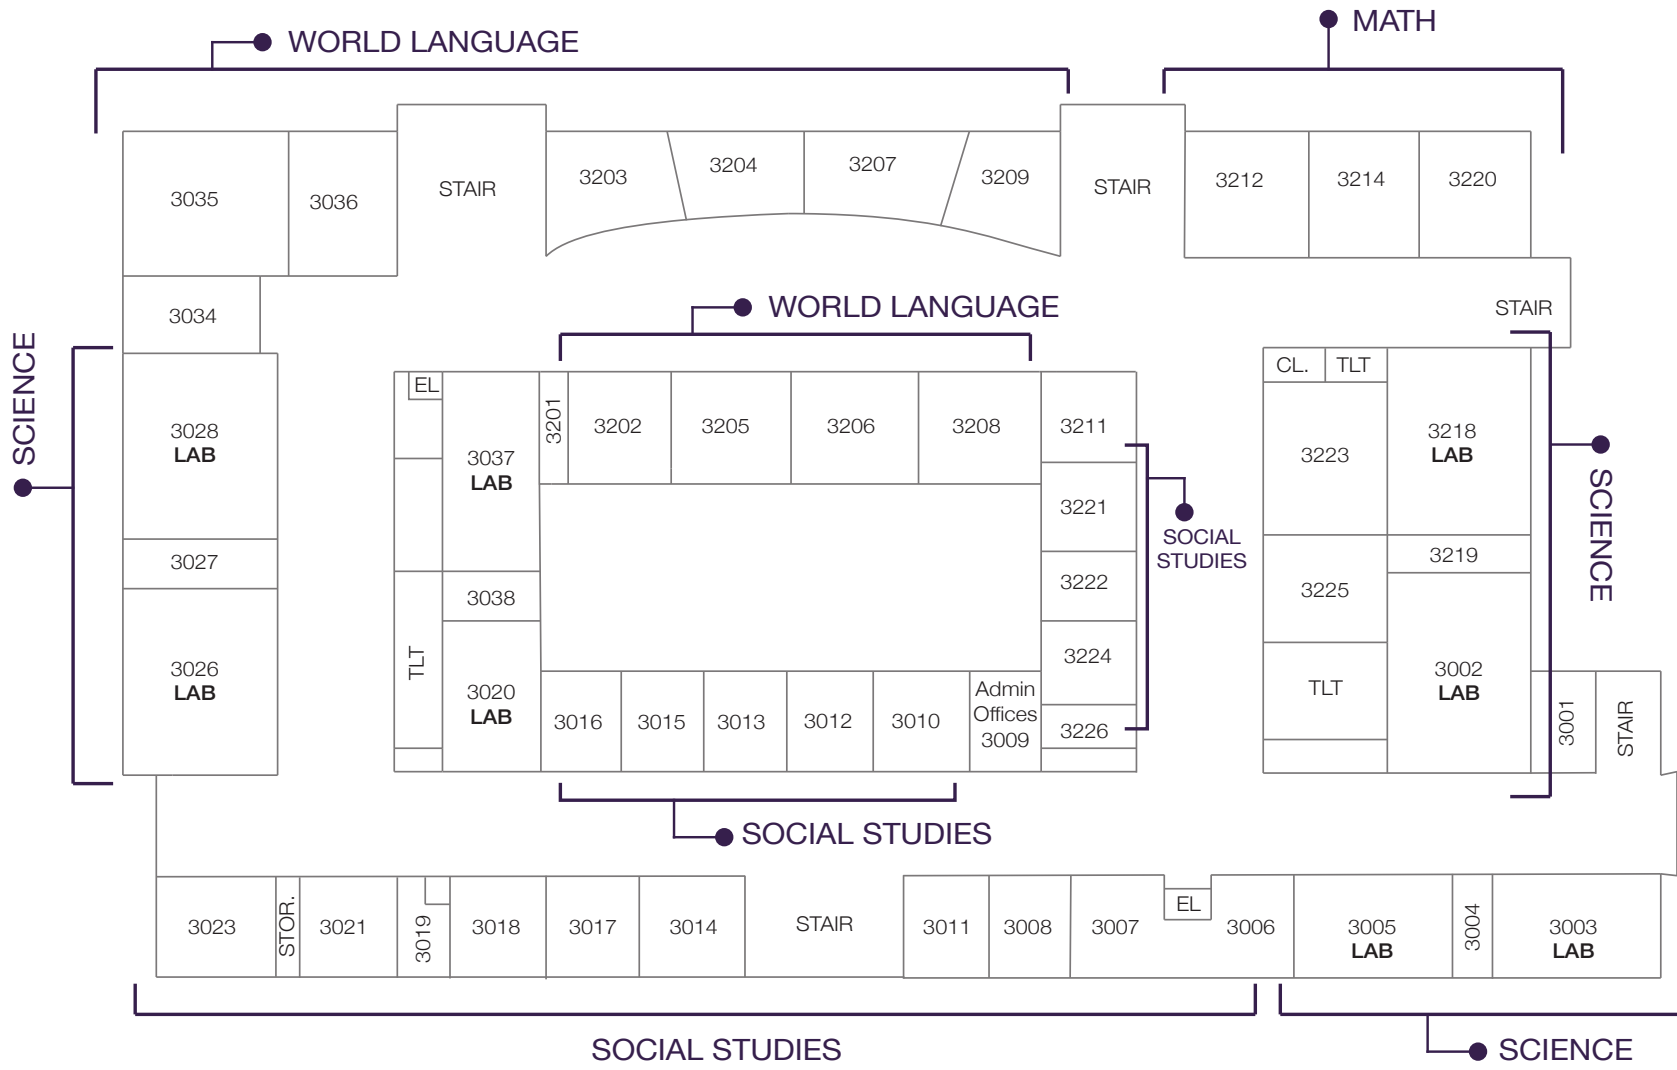 MATH
WORLD LANGUAGE
3203
3204
3207
3209
3212
3214
3220
3035
3036
STAIR
STAIR
3034
WORLD LANGUAGE
STAIR
SCIENCE
EL
CL.
TLT
3028
LAB
3037
LAB
3201
3202
3205
3206
3208
3211
3223
3218
LAB
3221
SOCIAL
STUDIES
SCIENCE
3027
3038
3222
3225
3219
3026
LAB
TLT
3020
LAB
3016
3015
3013
3012
3010
Admin
Offices
3009
3224
3226
TLT
3002
LAB
3001
STAIR
SOCIAL STUDIES
3023
STOR.
3021
3019
3018
3017
3014
STAIR
3011
3008
3007
EL
3006
3005
LAB
3004
3003
LAB
SOCIAL STUDIES
SCIENCE